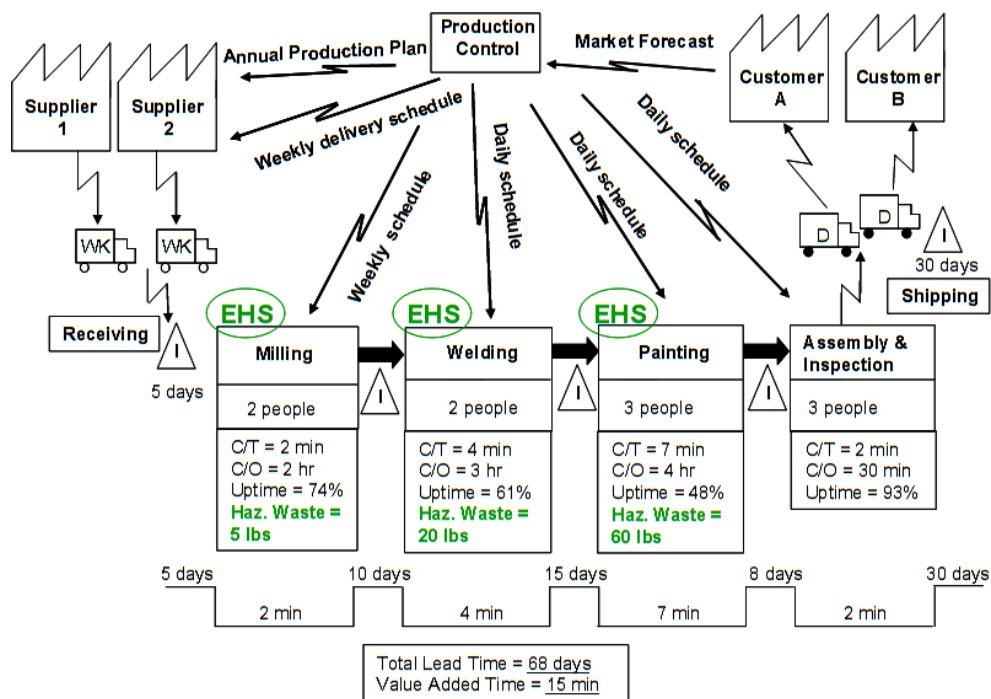 Production
Control
Annual Production Plan
Market Forecast
Supplier
1
Supplier
2
Customer
A
Customer
B
Weekly delivery schedule
Weekly schedule
Daily schedule
Daily schedule
Daily schedule
WK
WK
D
D
I
30 days
Shipping
Receiving
I
5 days
EHS
EHS
EHS
Milling
Welding
Painting
Assembly &
Inspection
I
I
I
2 people
2 people
3 people
3 people
C/T = 2 min
C/O = 2 hr
Uptime = 74%
Haz. Waste =
5 lbs
C/T = 4 min
C/O = 3 hr
Uptime = 61%
Haz. Waste =
20 lbs
C/T = 7 min
C/O = 4 hr
Uptime = 48%
Haz. Waste =
60 lbs
C/T = 2 min
C/O = 30 min
Uptime = 93%
5 days
10 days
15 days
8 days
30 days
2 min
4 min
7 min
2 min
Total Lead Time = 68 days
Value Added Time = 15 min